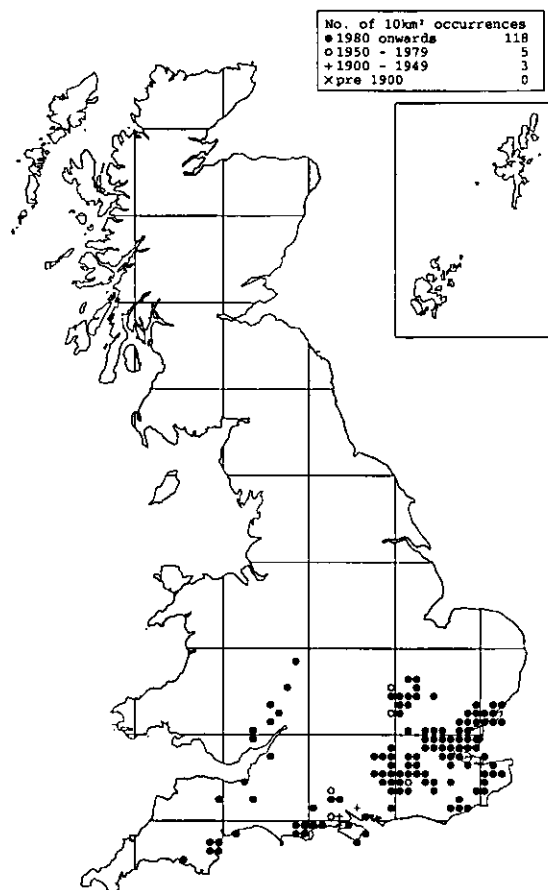 No. of 10km² occurrences
● 1980 onwards 118
o 1950 - 1979 5
+ 1900 - 1949 3
× pre 1900 0